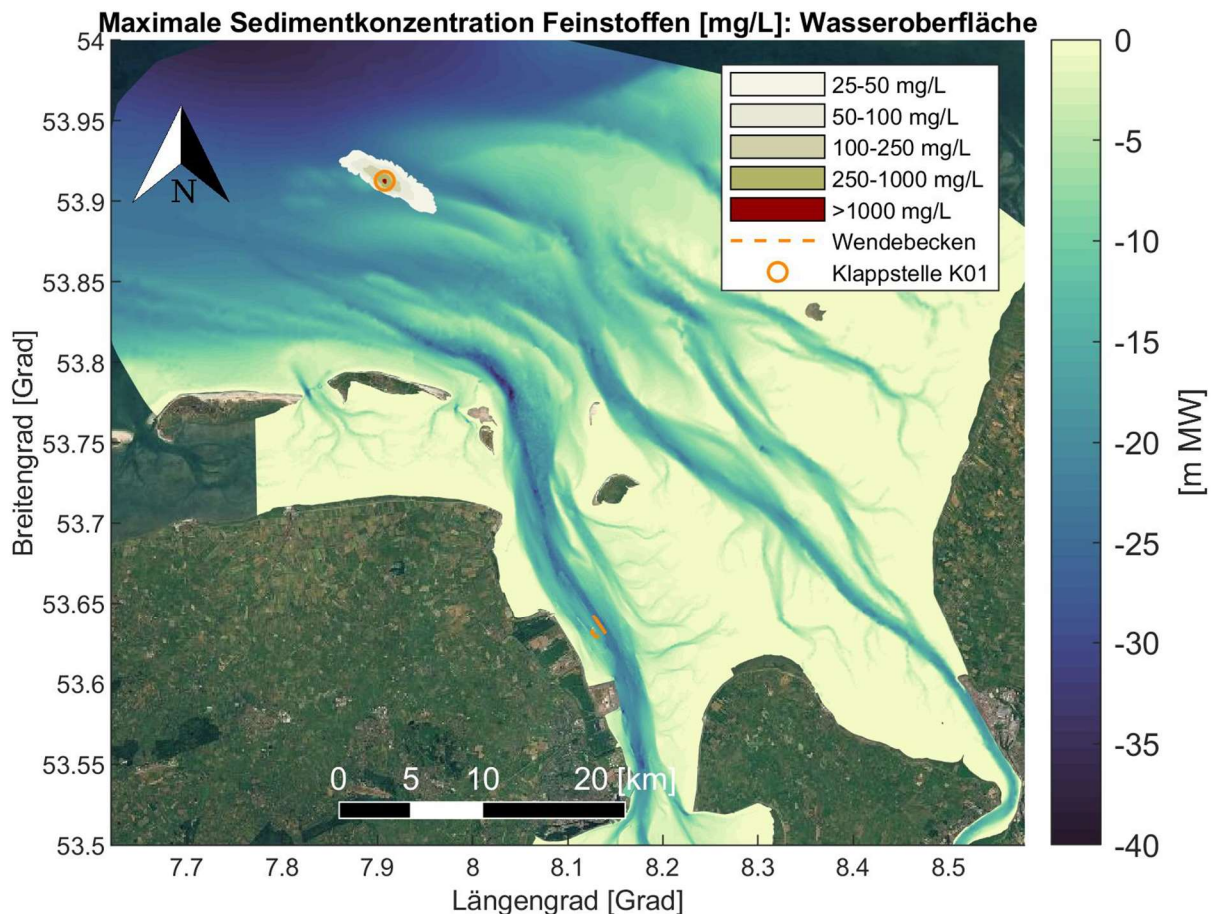 Maximale Sedimentkonzentration Feinstoffen [mg/L]: Wasseroberfläche
54
53.95
53.9
53.85
53.8
53.75
53.7
53.65
53.6
53.55
53.5
Breitengrad [Grad]
N
25-50 mg/L
50-100 mg/L
100-250 mg/L
250-1000 mg/L
>1000 mg/L
Wendebecken
Klappstelle K01
0 5 10 20 [km]
7.7 7.8 7.9 8 8.1 8.2 8.3 8.4 8.5
Längengrad [Grad]
0
-5
-10
-15
-20
-25
-30
-35
-40
[m MW]